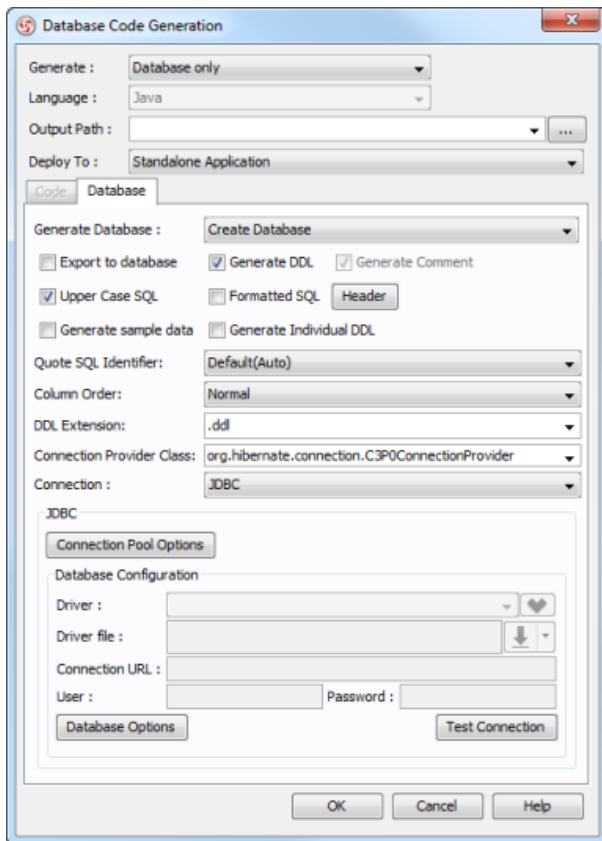 Database Code Generation
Generate : Database only
Language : Java
Output Path : ...
Deploy To : Standalone Application
Code Database
Generate Database : Create Database
Export to database Generate DDL Generate Comment
Upper Case SQL Formatted SQL Header
Generate sample data Generate Individual DDL
Quote SQL Identifier: Default(Auto)
Column Order: Normal
DDL Extension: .ddl
Connection Provider Class: org.hibernate.connection.C3P0ConnectionProvider
Connection : JDBC
JDBC
Connection Pool Options
Database Configuration
Driver :
Driver file :
Connection URL :
User : Password :
Database Options Test Connection
OK Cancel Help